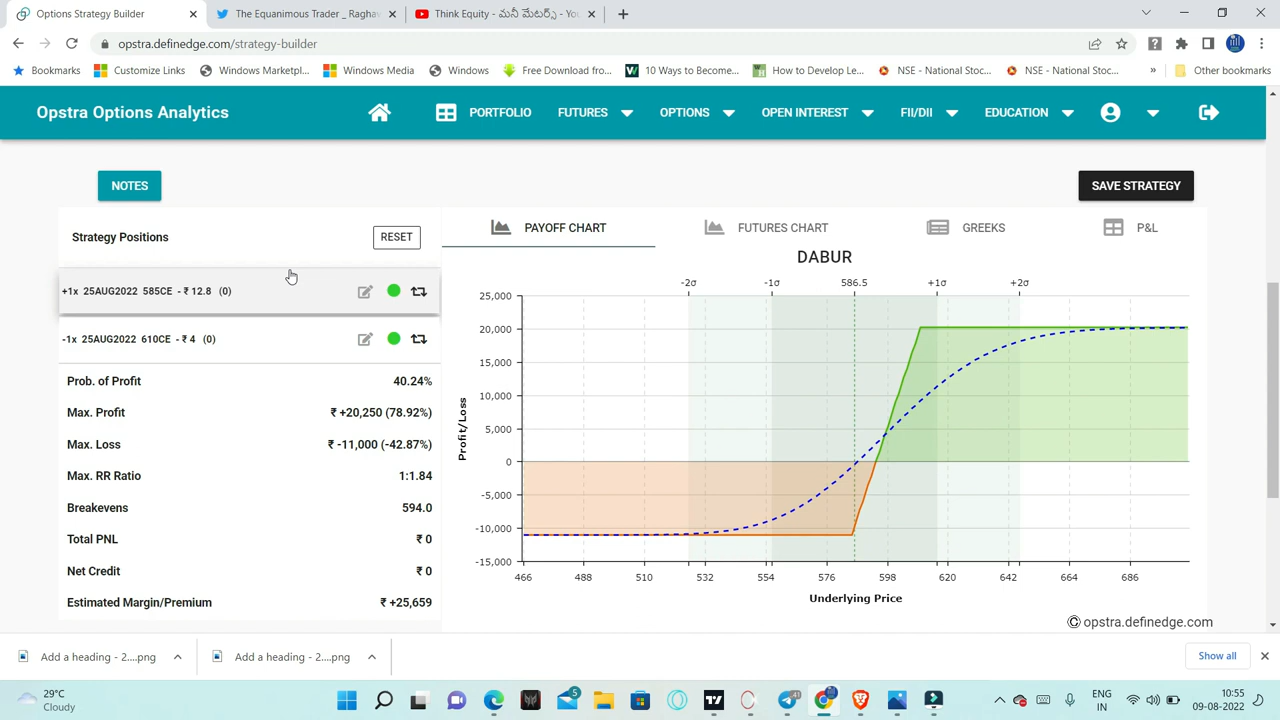 Options Strategy Builder
The Equanimous Trader _ Raghav
Think Equity - మనీ మేటర్స్ - You
opstra.definedge.com/strategy-builder
Bookmarks
Customize Links
Windows Marketpl...
Windows Media
Windows
Free Download fro...
10 Ways to Become...
How to Develop Le...
NSE - National Stoc...
NSE - National Stoc...
»
Other bookmarks
Opstra Options Analytics
PORTFOLIO
FUTURES
OPTIONS
OPEN INTEREST
FII/DII
EDUCATION
NOTES
SAVE STRATEGY
Strategy Positions
RESET
+1x 25AUG2022 585CE - ₹ 12.8 (0)
-1x 25AUG2022 610CE - ₹ 4 (0)
Prob. of Profit 40.24%
Max. Profit ₹ +20,250 (78.92%)
Max. Loss ₹ -11,000 (-42.87%)
Max. RR Ratio 1:1.84
Breakevens 594.0
Total PNL ₹ 0
Net Credit ₹ 0
Estimated Margin/Premium ₹ +25,659
PAYOFF CHART
FUTURES CHART
GREEKS
P&L
DABUR
-2σ -1σ 586.5 +1σ +2σ
25,000
20,000
15,000
10,000
5,000
0
-5,000
-10,000
-15,000
Profit/Loss
466 488 510 532 554 576 598 620 642 664 686
Underlying Price
© opstra.definedge.com
Add a heading - 2....png
Add a heading - 2....png
Show all
29°C
Cloudy
5
41
ENG
IN
10:55
09-08-2022